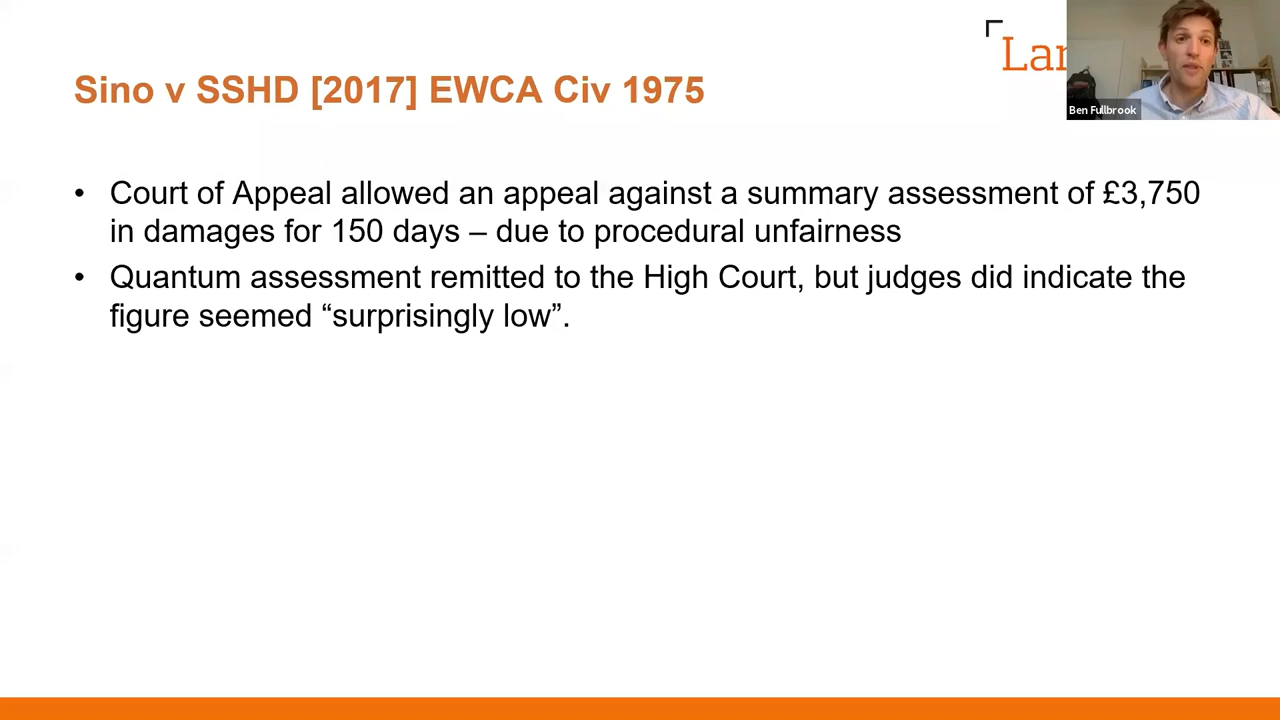 Sino v SSHD [2017] EWCA Civ 1975
Ben Fullbrook
• Court of Appeal allowed an appeal against a summary assessment of £3,750
in damages for 150 days – due to procedural unfairness
• Quantum assessment remitted to the High Court, but judges did indicate the
figure seemed “surprisingly low”.